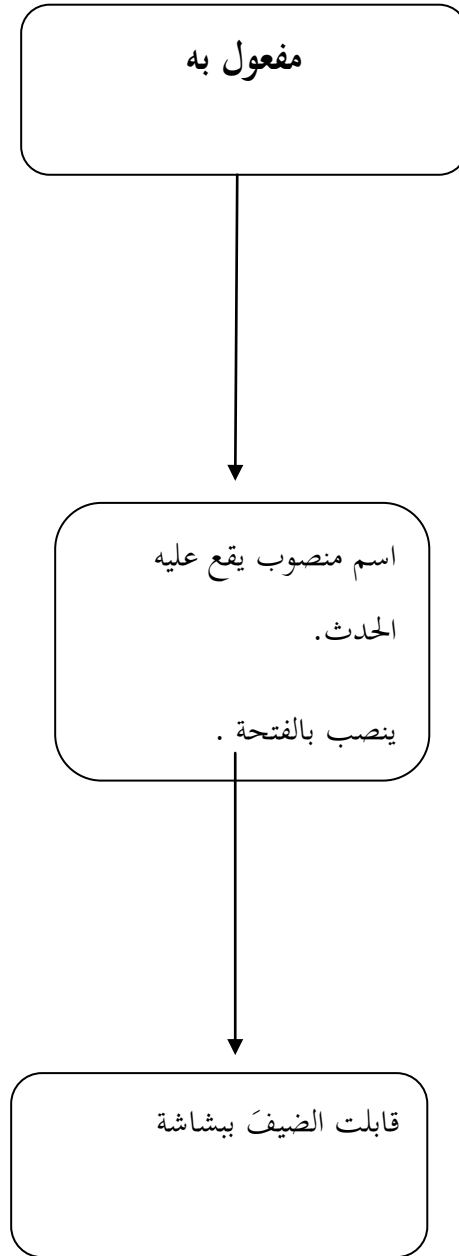 مفعول به
اسم منصوب يقع عليه
الحدث.
ينصب بالفتحة .
قابلت الضيفَ ببشاشة